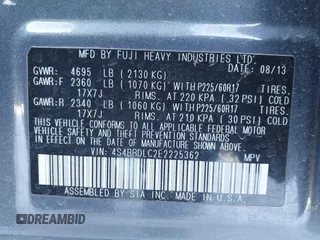 MFD BY FUJI HEAVY INDUSTRIES LTD.
GVWR: 4695 LB ( 2130 KG) DATE: 08/13
GAWR:F 2360 LB ( 1070 KG) WITH P225/60R17 TIRES.
17X7J RIMS. AT 220 KPA ( 32 PSI) COLD
GAWR:R 2340 LB ( 1060 KG) WITH P225/60R17 TIRES.
17X7J RIMS. AT 210 KPA ( 30 PSI) COLD
THIS VEHICLE CONFORMS TO ALL APPLICABLE
FEDERAL MOTOR VEHICLE SAFETY, BUMPER,
AND THEFT PREVENTION STANDARDS IN
EFFECT ON THE DATE OF MANUFACTURE
SHOWN ABOVE.
VIN: 4S4BRDLC2E2225362 MPV
MADE IN U.S.A.
DREAMBID